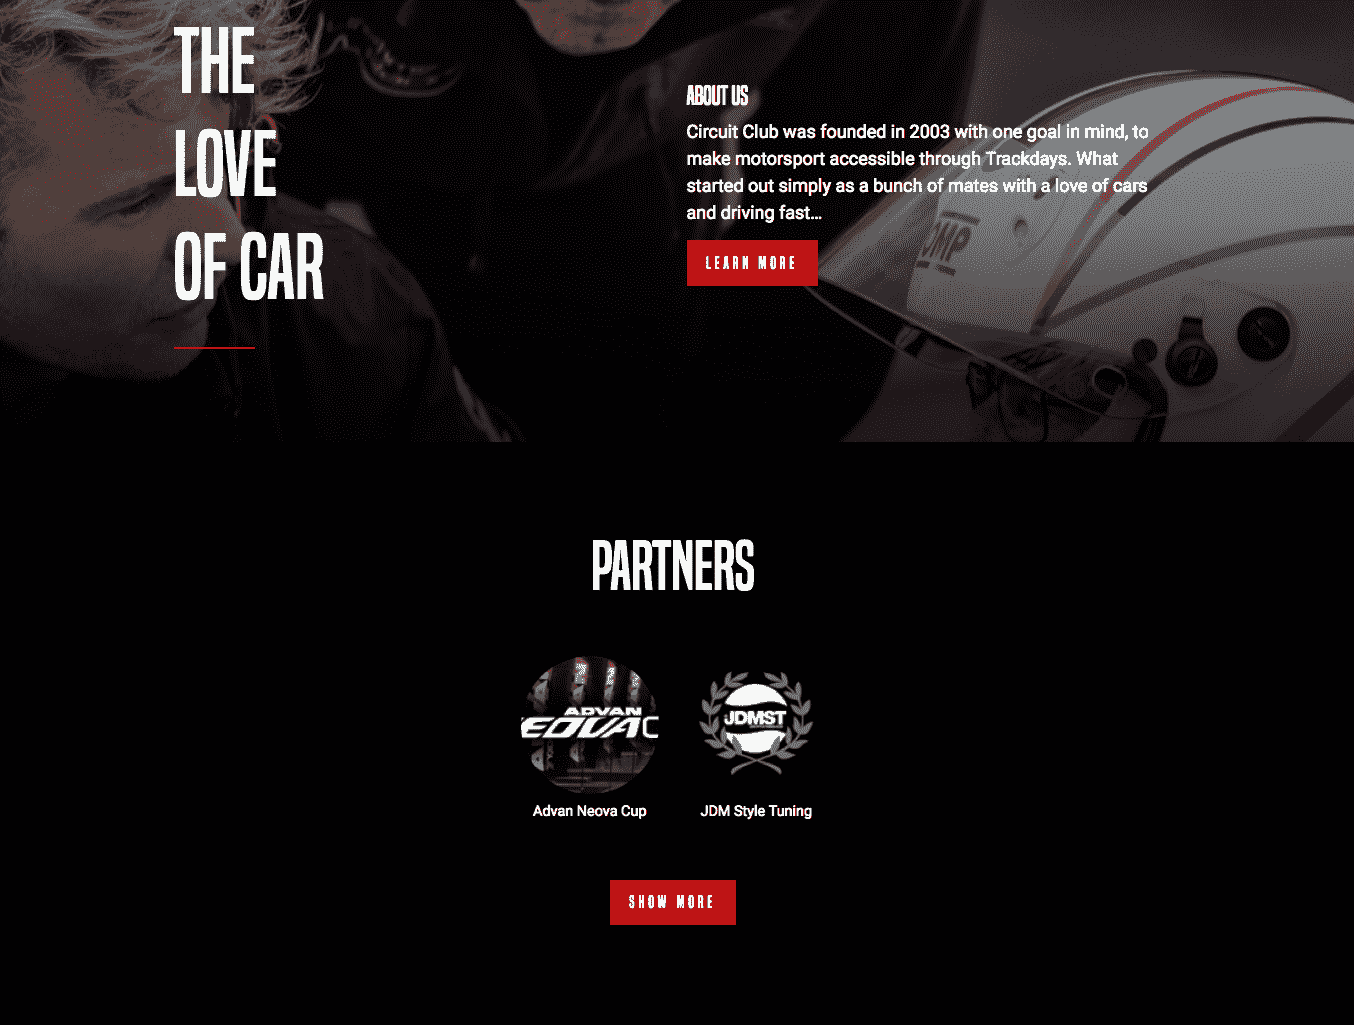 THE
LOVE
OF CAR
ABOUT US
Circuit Club was founded in 2003 with one goal in mind, to
make motorsport accessible through Trackdays. What
started out simply as a bunch of mates with a love of cars
and driving fast...
LEARN MORE
OMP
PARTNERS
ADVAN
EOVA C
JDMST
Advan Neova Cup
JDM Style Tuning
SHOW MORE